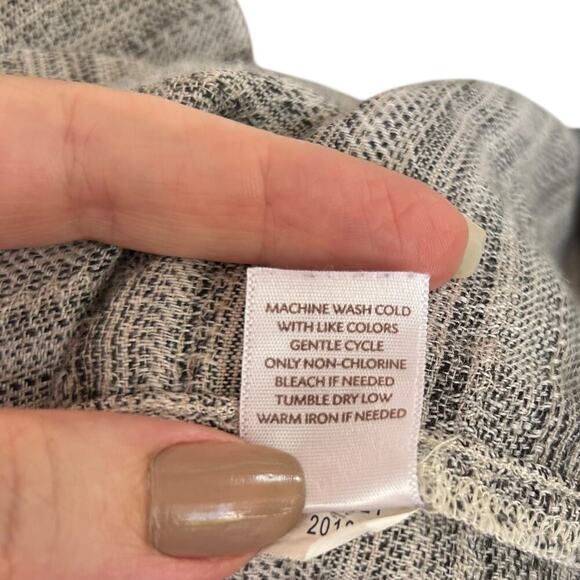 MACHINE WASH COLD
WITH LIKE COLORS
GENTLE CYCLE
ONLY NON-CHLORINE
BLEACH IF NEEDED
TUMBLE DRY LOW
WARM IRON IF NEEDED